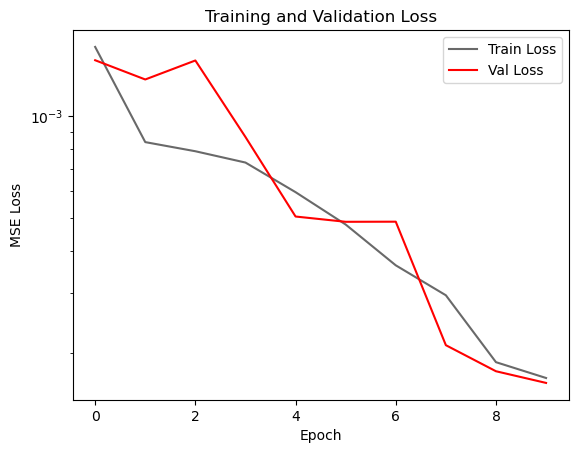 Training and Validation Loss
Train Loss
Val Loss
10⁻³
MSE Loss
0 2 4 6 8
Epoch